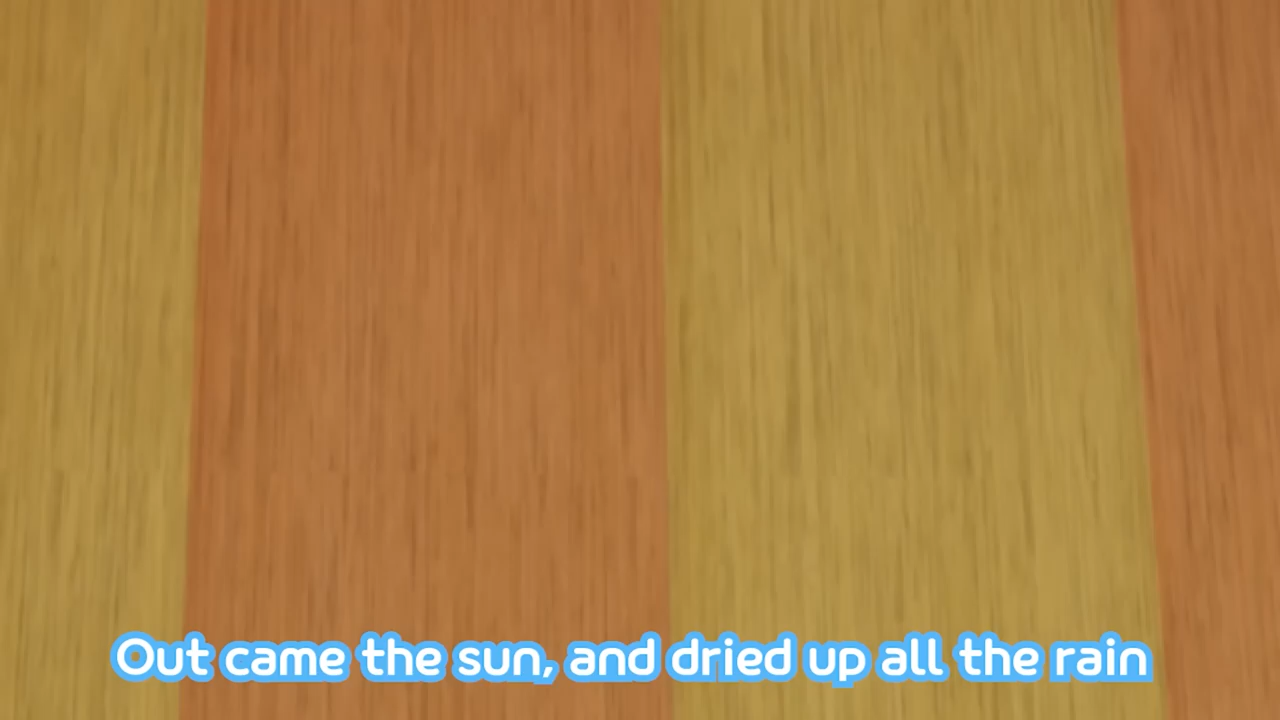 Out came the sun, and dried up all the rain